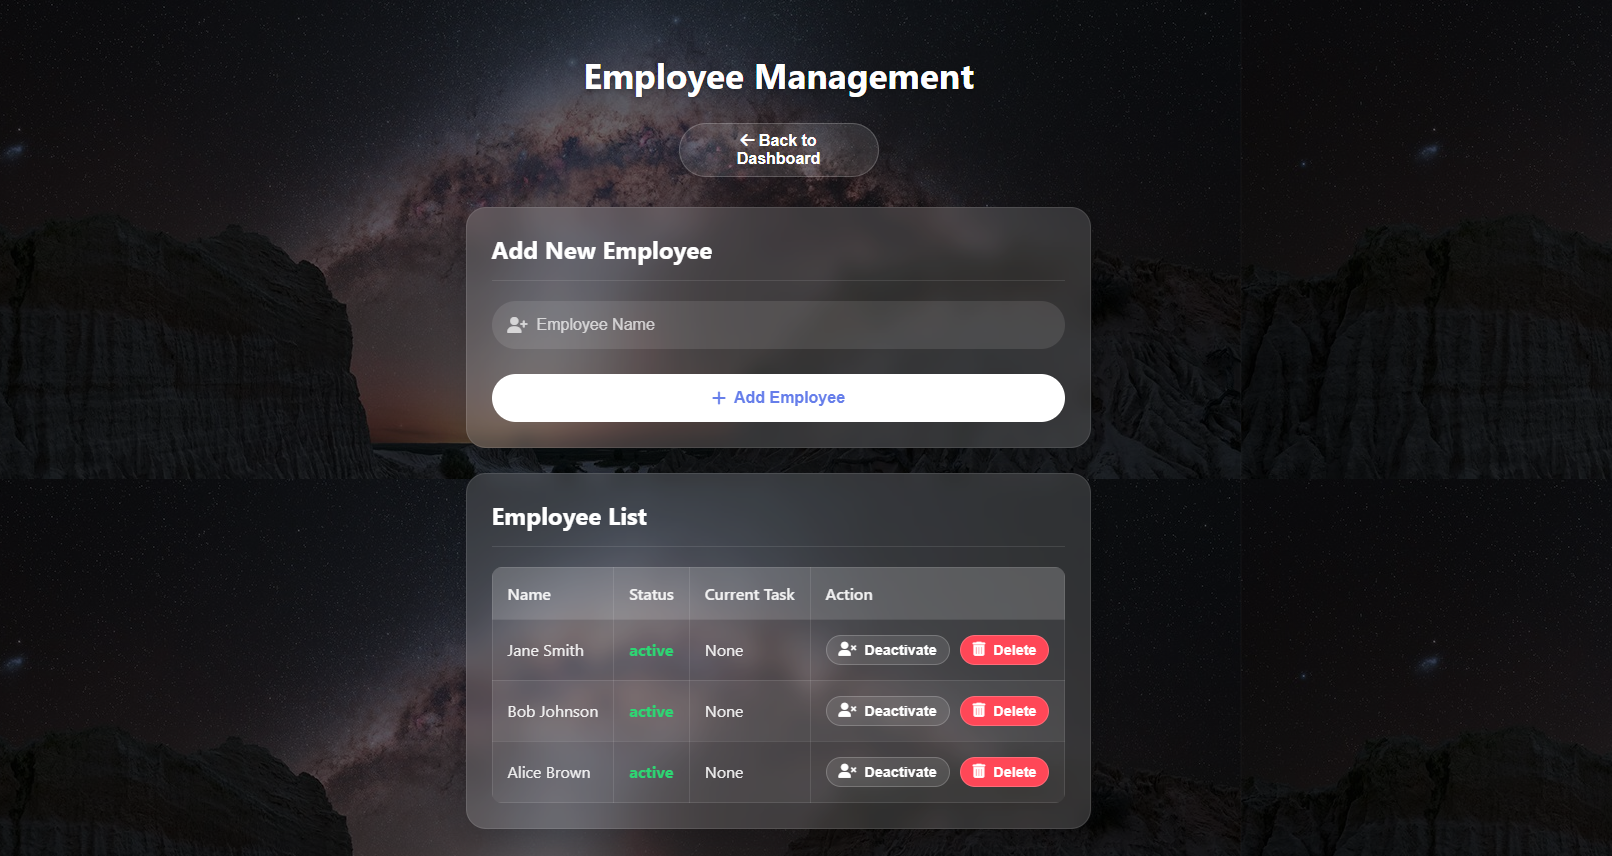 Employee Management
Back to
Dashboard
Add New Employee
Employee Name
Add Employee
Employee List
Name Status Current Task Action
Jane Smith active None Deactivate Delete
Bob Johnson active None Deactivate Delete
Alice Brown active None Deactivate Delete